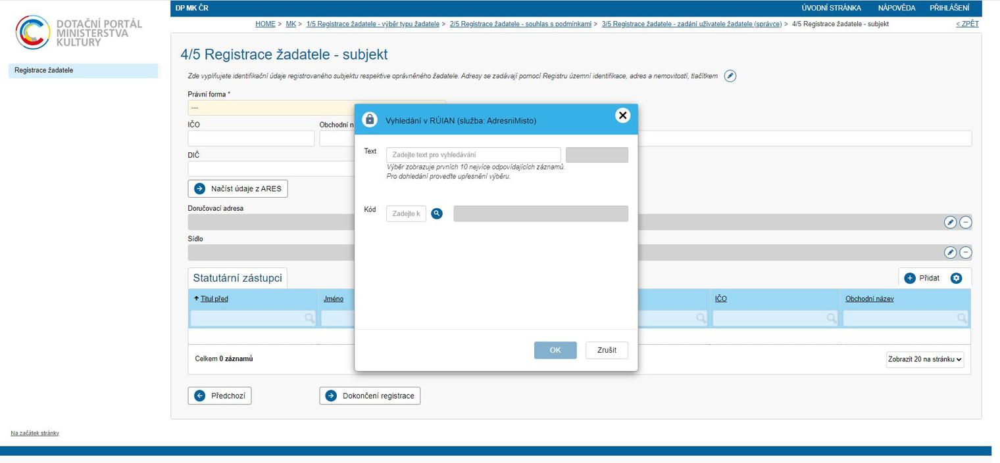 DP MK ČR
ÚVODNÍ STRÁNKA NÁPOVĚDA PŘIHLÁŠENÍ
DOTAČNÍ PORTÁL
MINISTERSTVA
KULTURY
HOME > MK > 1/5 Registrace žadatele - výběr typu žadatele > 2/5 Registrace žadatele - souhlas s podmínkami > 3/5 Registrace žadatele - zadání uživatele žadatele (správce) > 4/5 Registrace žadatele - subjekt
< ZPĚT
Registrace žadatele
4/5 Registrace žadatele - subjekt
Zde vyplňujete identifikační údaje registrovaného subjektu respektive oprávněného žadatele. Adresy se zadávají pomocí Registru územní identifikace, adres a nemovitostí, tlačítkem
Právní forma *
---
IČO
Obchodní n
DIČ
Načíst údaje z ARES
Doručovací adresa
Sídlo
Vyhledání v RÚIAN (služba: AdresniMisto)
Text
Zadejte text pro vyhledávání
Výběr zobrazuje prvních 10 nejvíce odpovídajících záznamů.
Pro dohledání proveďte upřesnění výběru.
Kód
Zadejte k
OK
Zrušit
Statutární zástupci
Přidat
Titul před
Jméno
IČO
Obchodní název
Celkem 0 záznamů
Zobrazit 20 na stránku
Předchozí
Dokončení registrace
Na začátek stránky